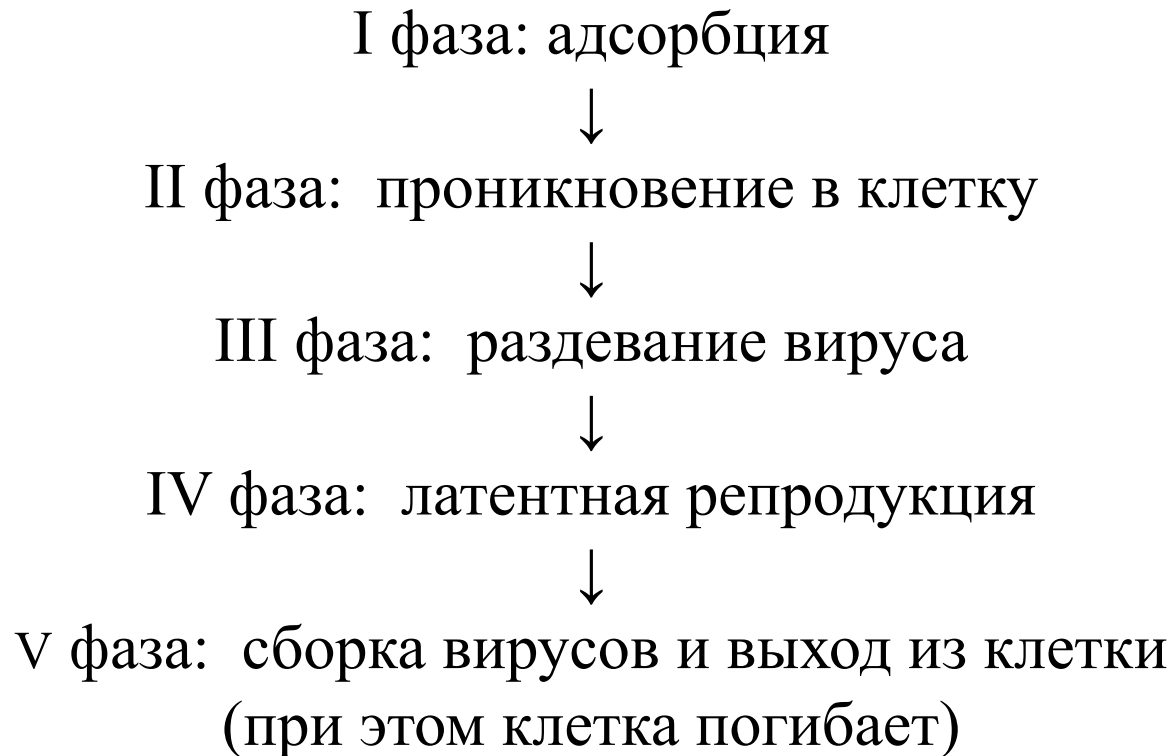 I фаза: адсорбция
↓
II фаза: проникновение в клетку
↓
III фаза: раздевание вируса
↓
IV фаза: латентная репродукция
↓
V фаза: сборка вирусов и выход из клетки
(при этом клетка погибает)